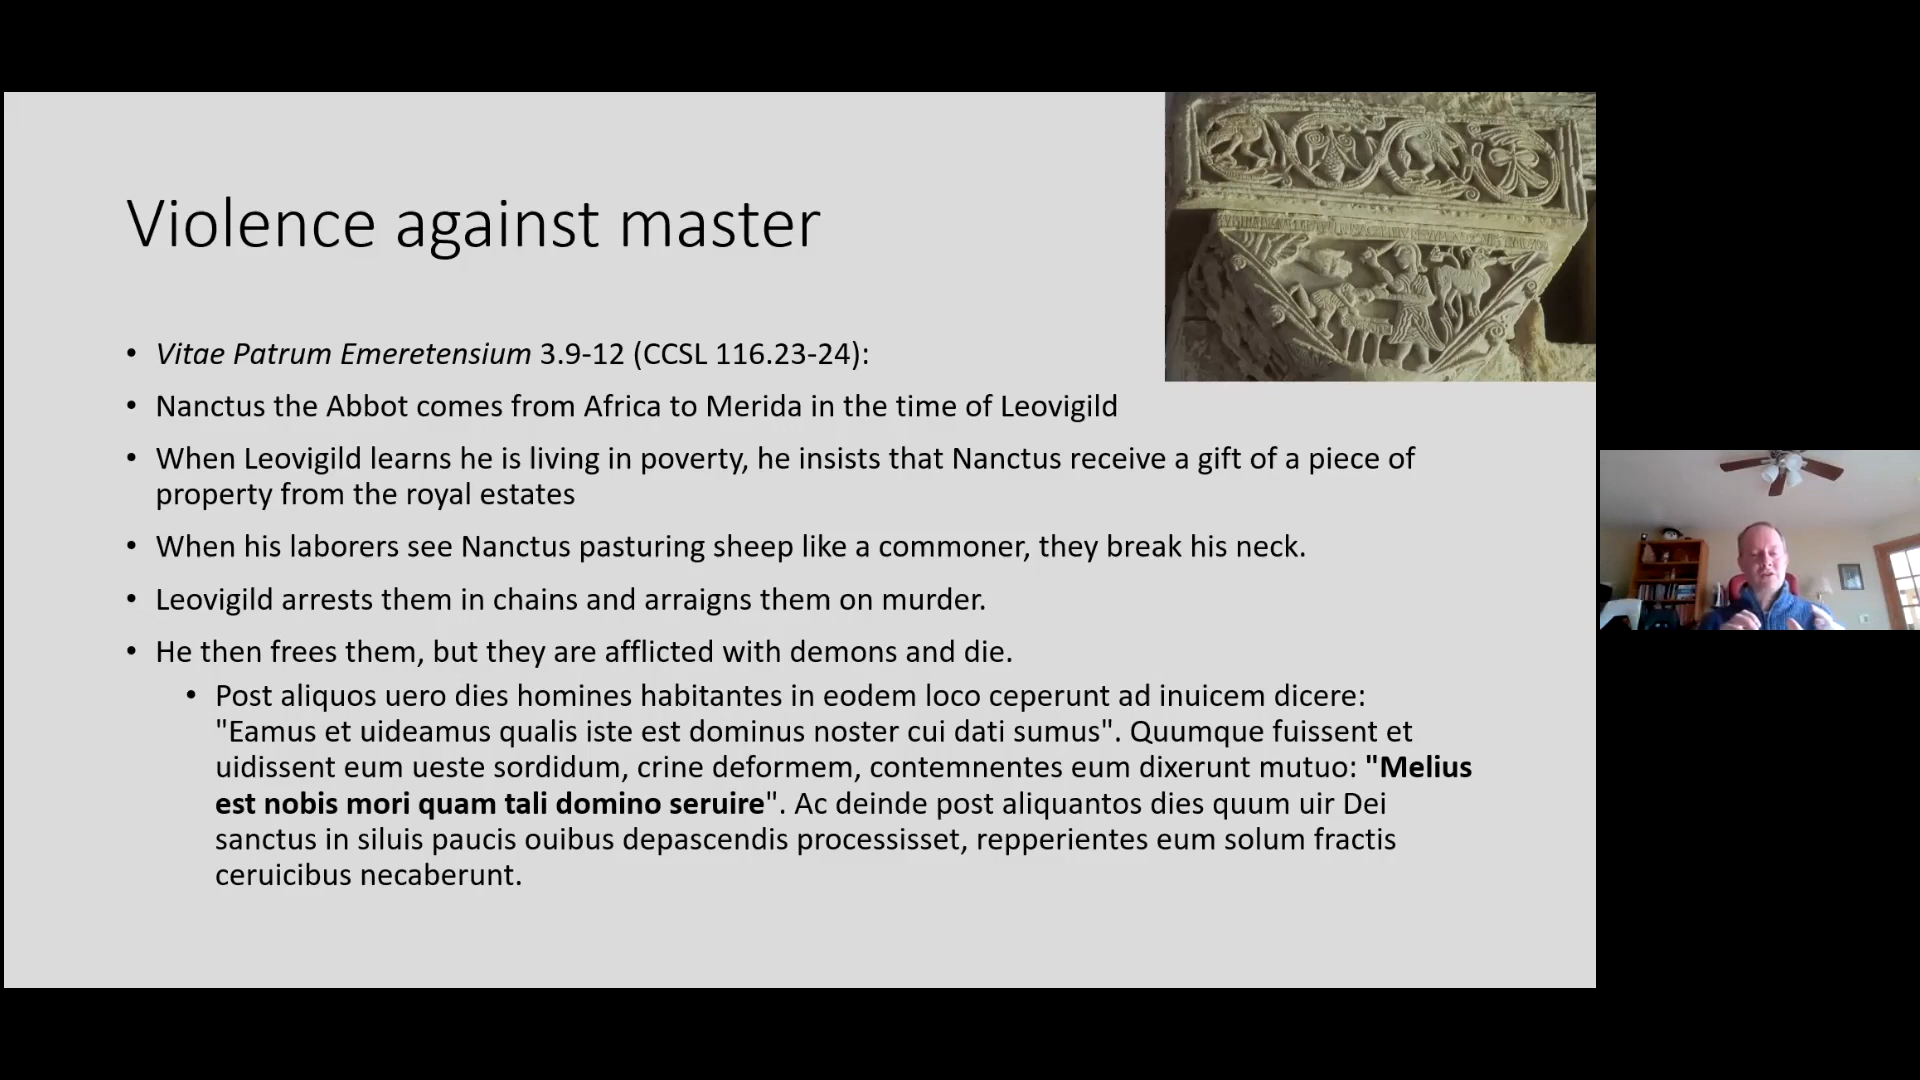 Violence against master
• Vitae Patrum Emeretensium 3.9-12 (CCSL 116.23-24):
• Nanctus the Abbot comes from Africa to Merida in the time of Leovigild
• When Leovigild learns he is living in poverty, he insists that Nanctus receive a gift of a piece of
property from the royal estates
• When his laborers see Nanctus pasturing sheep like a commoner, they break his neck.
• Leovigild arrests them in chains and arraigns them on murder.
• He then frees them, but they are afflicted with demons and die.
• Post aliquos uero dies homines habitantes in eodem loco ceperunt ad inuicem dicere:
"Eamus et uideamus qualis iste est dominus noster cui dati sumus". Quumque fuissent et
uidissent eum ueste sordidum, crine deformem, contemnentes eum dixerunt mutuo: "Melius
est nobis mori quam tali domino seruire". Ac deinde post aliquantos dies quum uir Dei
sanctus in siluis paucis ouibus depascendis processisset, repperientes eum solum fractis
ceruicibus necaberunt.